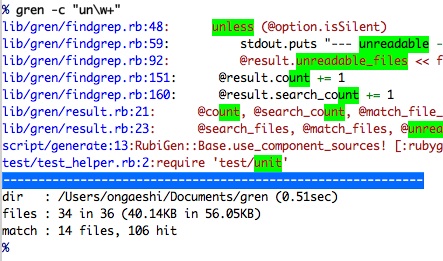 % gren -c "un\w+"
lib/gren/findgrep.rb:48: unless (@option.isSilent)
lib/gren/findgrep.rb:59: stdout.puts "--- unreadable -
lib/gren/findgrep.rb:92: @result.unreadable_files << f
lib/gren/findgrep.rb:151: @result.count += 1
lib/gren/findgrep.rb:160: @result.search_count += 1
lib/gren/result.rb:21: @count, @search_count, @match_file_
lib/gren/result.rb:23: @search_files, @match_files, @unrea
script/generate:13:RubiGen::Base.use_component_sources! [:rubyg
test/test_helper.rb:2:require 'test/unit'
------------------------------------------------------------
dir : /Users/ongaeshi/Documents/gren (0.51sec)
files : 34 in 36 (40.14KB in 56.05KB)
match : 14 files, 106 hit
%